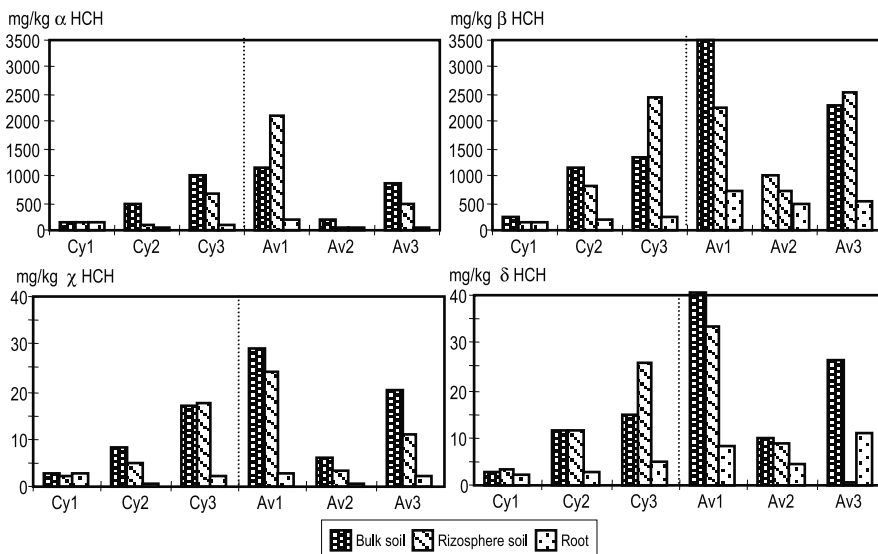 mg/kg α HCH
3500
3000
2500
2000
1500
1000
500
0
Cy1 Cy2 Cy3 Av1 Av2 Av3
mg/kg β HCH
3500
3000
2500
2000
1500
1000
500
0
Cy1 Cy2 Cy3 Av1 Av2 Av3
mg/kg χ HCH
40
30
20
10
0
Cy1 Cy2 Cy3 Av1 Av2 Av3
mg/kg δ HCH
40
30
20
10
0
Cy1 Cy2 Cy3 Av1 Av2 Av3
Bulk soil Rizosphere soil Root